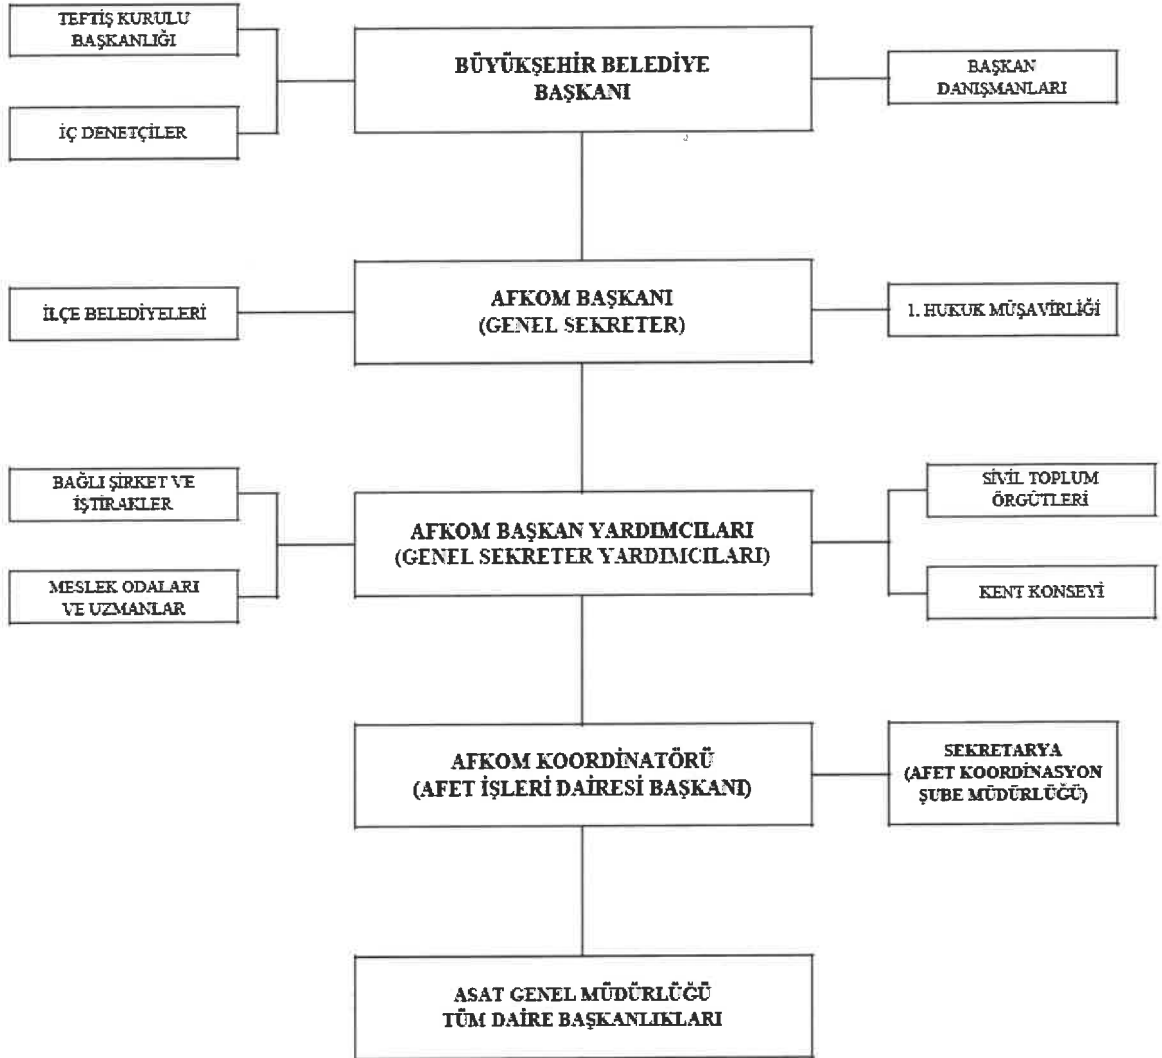 TEFTİŞ KURULU
BAŞKANLIĞI
İÇ DENETÇİLER
BÜYÜKŞEHİR BELEDİYE
BAŞKANI
BAŞKAN
DANIŞMANLARI
İLÇE BELEDİYELERİ
AFKOM BAŞKANI
(GENEL SEKRETER)
1. HUKUK MÜŞAVİRLİĞİ
BAĞLI ŞİRKET VE
İŞTİRAKLER
MESLEK ODALARI
VE UZMANLAR
AFKOM BAŞKAN YARDIMCILARI
(GENEL SEKRETER YARDIMCILARI)
SİVİL TOPLUM
ÖRGÜTLERİ
KENT KONSEYİ
AFKOM KOORDİNATÖRÜ
(AFET İŞLERİ DAİRESİ BAŞKANI)
SEKRETARYA
(AFET KOORDİNASYON
ŞUBE MÜDÜRLÜĞÜ)
ASAT GENEL MÜDÜRLÜĞÜ
TÜM DAİRE BAŞKANLIKLARI